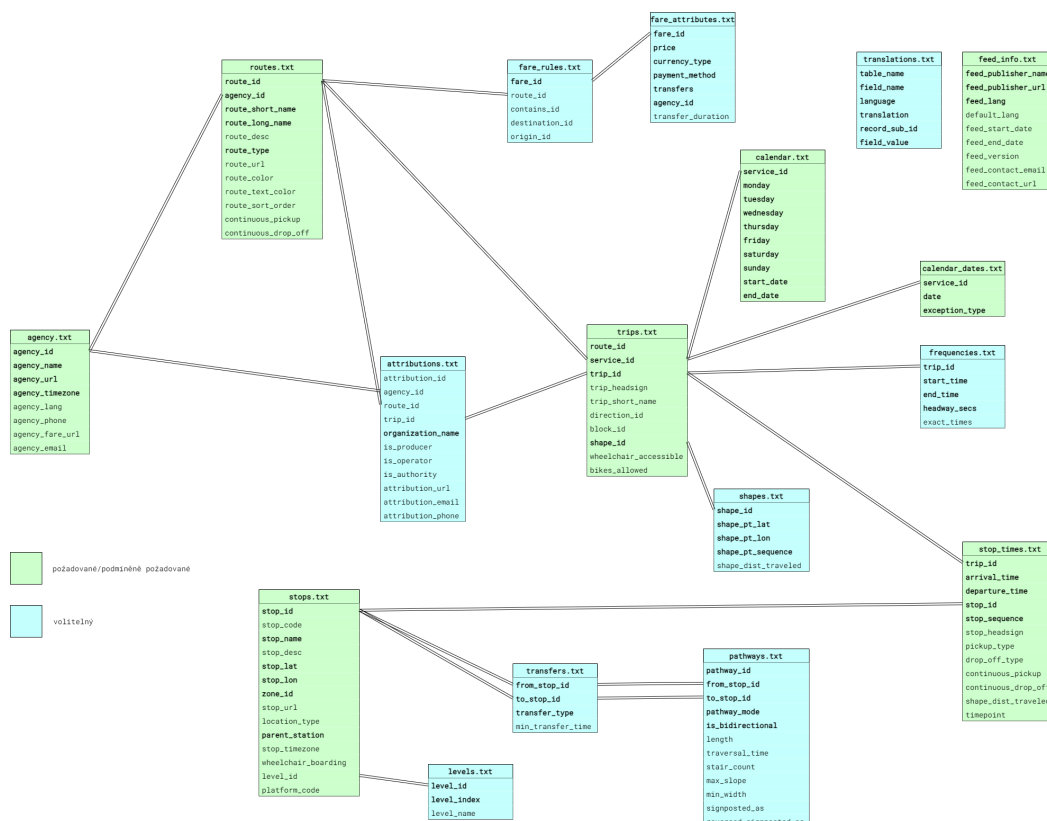 fare_attributes.txt
fare_id
price
currency_type
payment_method
transfers
agency_id
transfer_duration
routes.txt
route_id
agency_id
route_short_name
route_long_name
route_desc
route_type
route_url
route_color
route_text_color
route_sort_order
continuous_pickup
continuous_drop_off
fare_rules.txt
fare_id
route_id
contains_id
destination_id
origin_id
translations.txt
table_name
field_name
language
translation
record_sub_id
field_value
feed_info.txt
feed_publisher_name
feed_publisher_url
feed_lang
default_lang
feed_start_date
feed_end_date
feed_version
feed_contact_email
feed_contact_url
calendar.txt
service_id
monday
tuesday
wednesday
thursday
friday
saturday
sunday
start_date
end_date
calendar_dates.txt
service_id
date
exception_type
agency.txt
agency_id
agency_name
agency_url
agency_timezone
agency_lang
agency_phone
agency_fare_url
agency_email
attributions.txt
attribution_id
agency_id
route_id
trip_id
organization_name
is_producer
is_operator
is_authority
attribution_url
attribution_email
attribution_phone
trips.txt
route_id
service_id
trip_id
trip_headsign
trip_short_name
direction_id
block_id
shape_id
wheelchair_accessible
bikes_allowed
frequencies.txt
trip_id
start_time
end_time
headway_secs
exact_times
shapes.txt
shape_id
shape_pt_lat
shape_pt_lon
shape_pt_sequence
shape_dist_traveled
stop_times.txt
trip_id
arrival_time
departure_time
stop_id
stop_sequence
stop_headsign
pickup_type
drop_off_type
continuous_pickup
continuous_drop_off
shape_dist_traveled
timepoint
požadované/podmíněně požadované
volitelný
stops.txt
stop_id
stop_code
stop_name
stop_desc
stop_lat
stop_lon
zone_id
stop_url
location_type
parent_station
stop_timezone
wheelchair_boarding
level_id
platform_code
transfers.txt
from_stop_id
to_stop_id
transfer_type
min_transfer_time
pathways.txt
pathway_id
from_stop_id
to_stop_id
pathway_mode
is_bidirectional
length
traversal_time
stair_count
max_slope
min_width
signposted_as
levels.txt
level_id
level_index
level_name